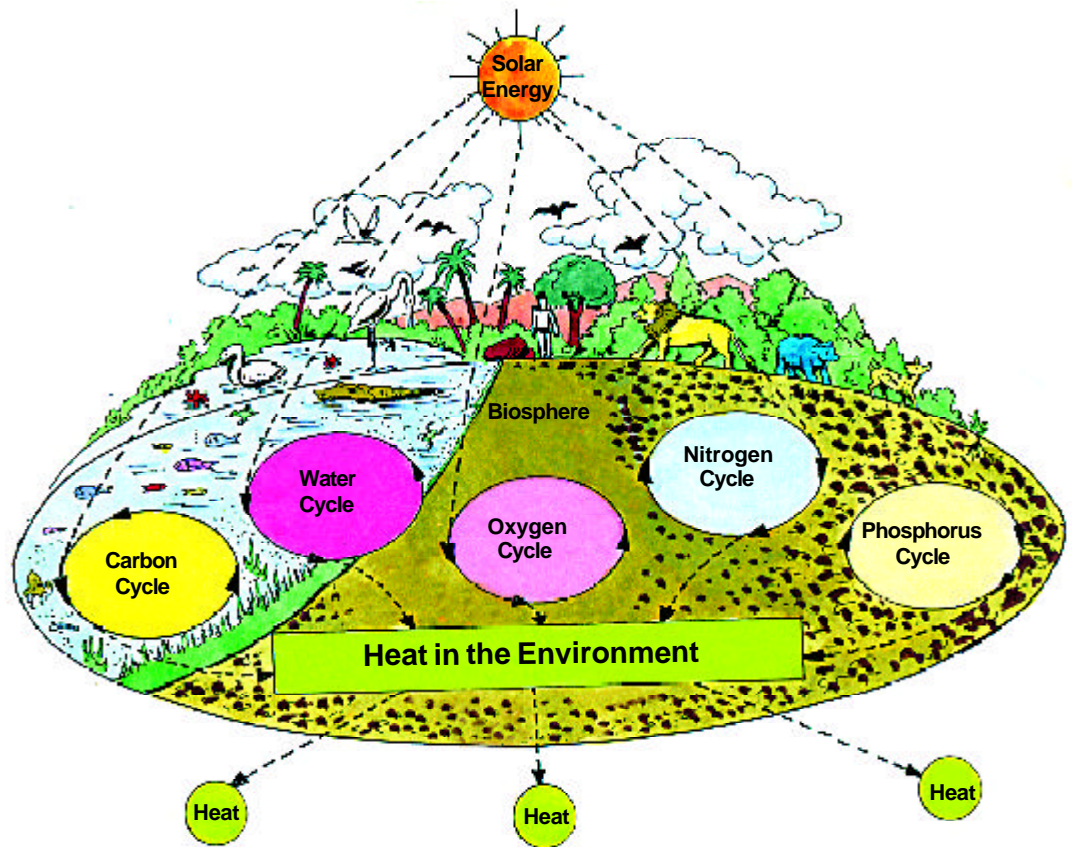 Solar
Energy
Biosphere
Water
Cycle
Nitrogen
Cycle
Oxygen
Cycle
Phosphorus
Cycle
Carbon
Cycle
Heat in the Environment
Heat
Heat
Heat